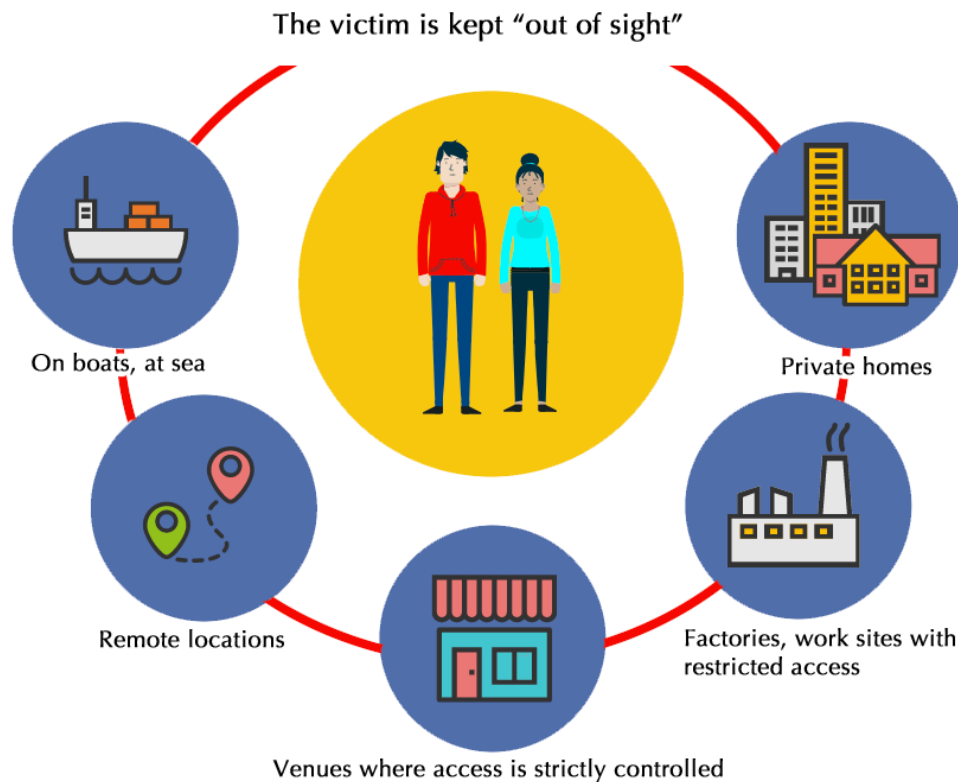 The victim is kept “out of sight”
On boats, at sea
Private homes
Remote locations
Factories, work sites with
restricted access
Venues where access is strictly controlled